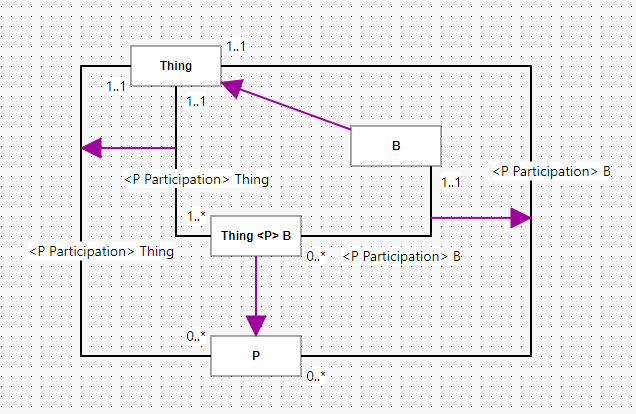 1..1
Thing
1..1
1..1
B
<P Participation> B
<P Participation> Thing
1..1
1..*
Thing <P> B
<P Participation> Thing
0..*
<P Participation> B
0..*
P
0..*